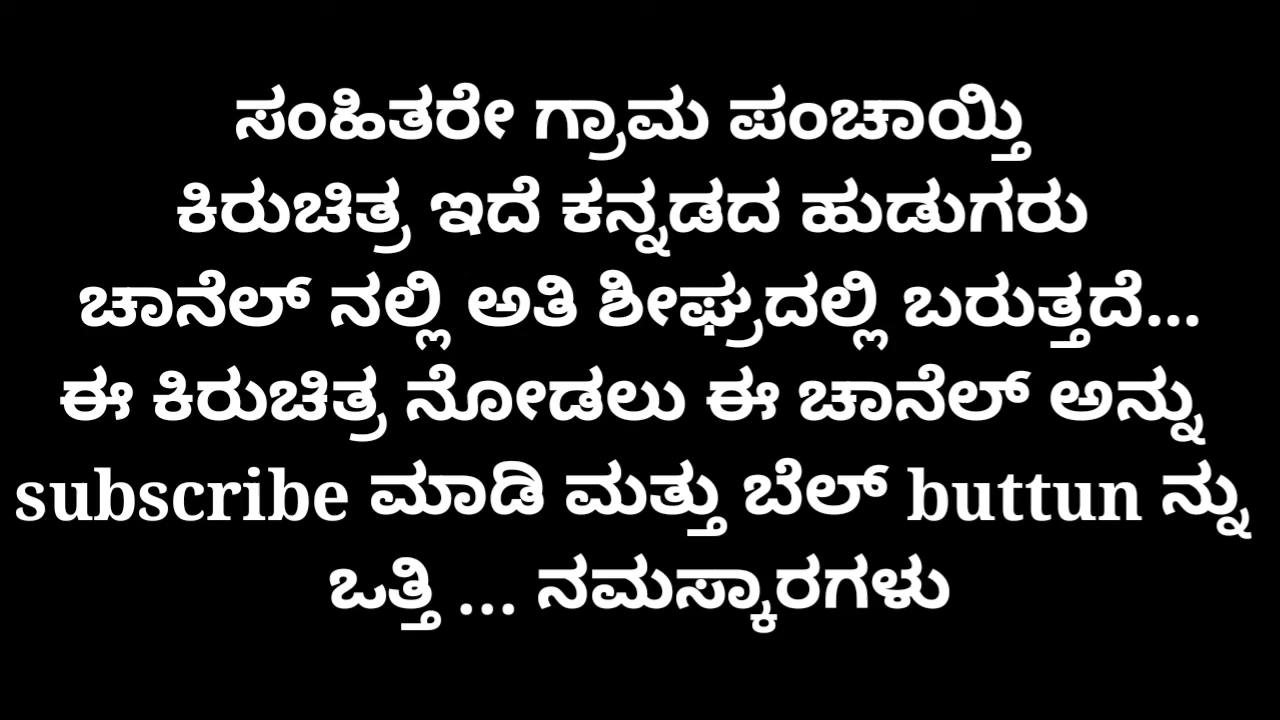 ಸಂಹಿತರೇ ಗ್ರಾಮ ಪಂಚಾಯ್ತಿ
ಕಿರುಚಿತ್ರ ಇದೆ ಕನ್ನಡದ ಹುಡುಗರು
ಚಾನೆಲ್ ನಲ್ಲಿ ಅತಿ ಶೀಘ್ರದಲ್ಲಿ ಬರುತ್ತದೆ...
ಈ ಕಿರುಚಿತ್ರ ನೋಡಲು ಈ ಚಾನೆಲ್ ಅನ್ನು
subscribe ಮಾಡಿ ಮತ್ತು ಬೆಲ್ buttun ನ್ನು
ಒತ್ತಿ ... ನಮಸ್ಕಾರಗಳು